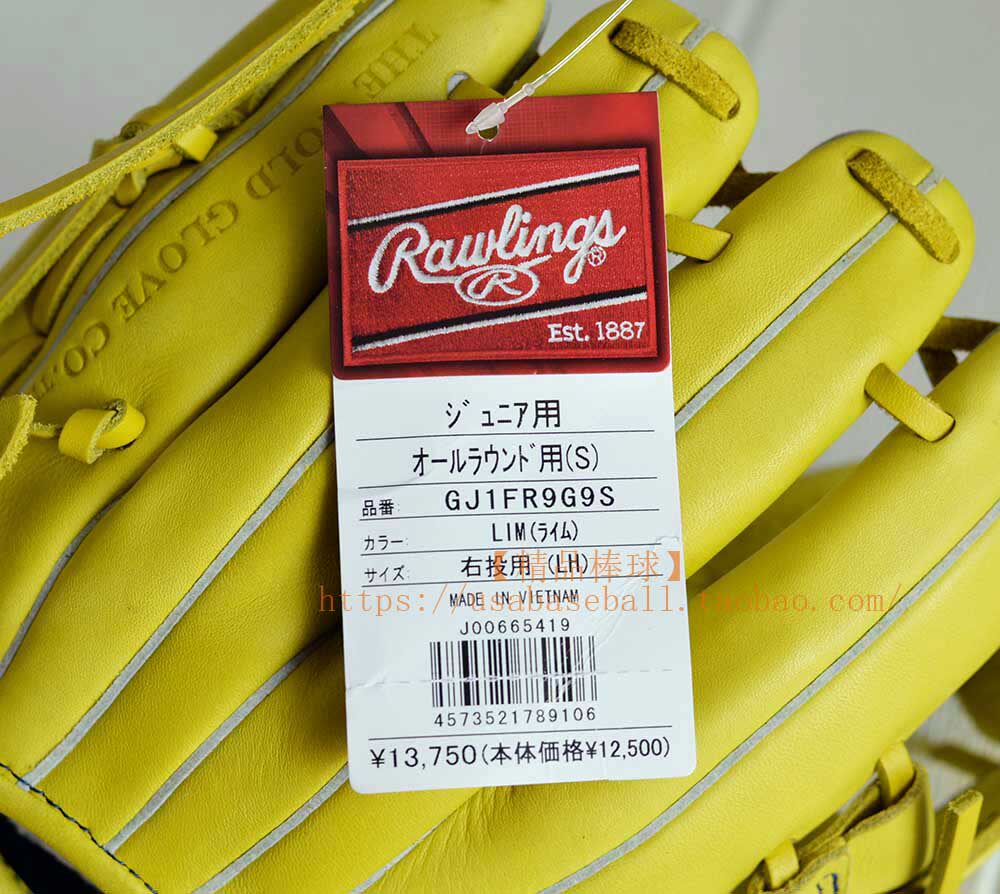 THE
GOLD GLOVE CO.
Rawlings®
R
Est. 1887
ジュニア用
オールラウンド用(S)
品番: GJ1FR9G9S
カラー: LIM(ライム)
【精品棒球】
サイズ: 右投用 (LH)
https://usabaseball.taobao.com/
MADE IN VIETNAM
J00665419
4573521789106
¥13,750(本体価格¥12,500)